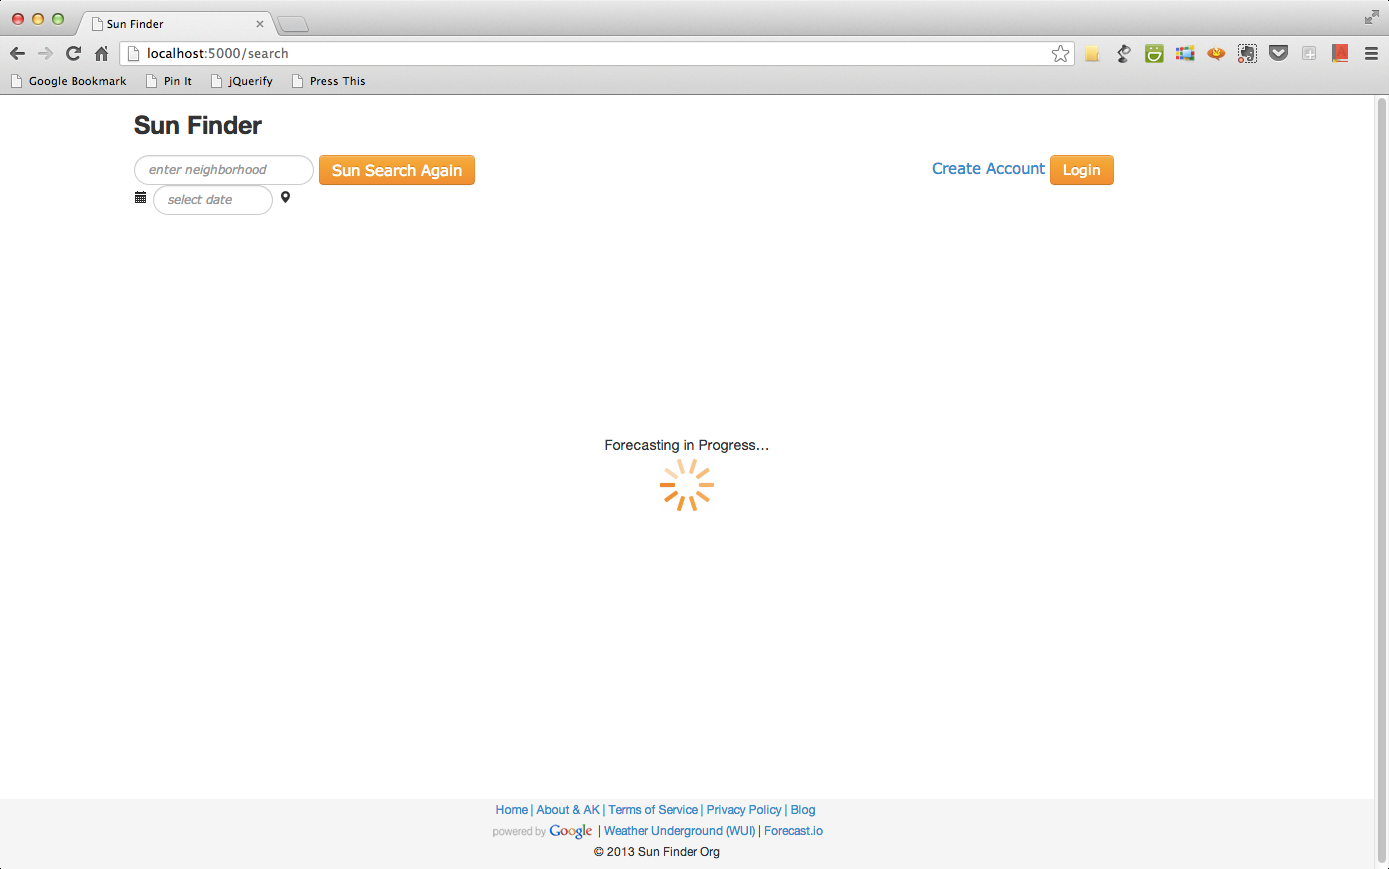 Sun Finder
localhost:5000/search
Google Bookmark Pin It jQuerify Press This
Sun Finder
enter neighborhood Sun Search Again Create Account Login
select date
Forecasting in Progress...
Home | About & AK | Terms of Service | Privacy Policy | Blog
powered by Google | Weather Underground (WUI) | Forecast.io
© 2013 Sun Finder Org